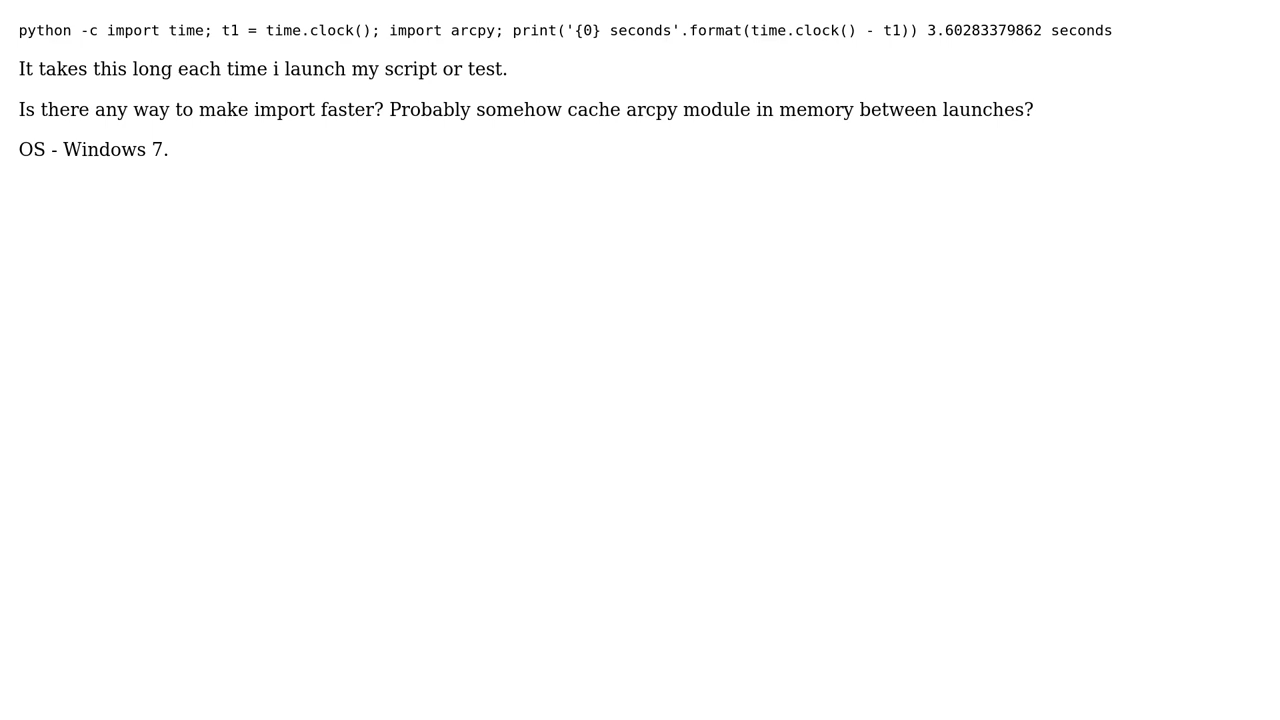 python -c import time; t1 = time.clock(); import arcpy; print('{0} seconds'.format(time.clock() - t1)) 3.60283379862 seconds
It takes this long each time i launch my script or test.
Is there any way to make import faster? Probably somehow cache arcpy module in memory between launches?
OS - Windows 7.